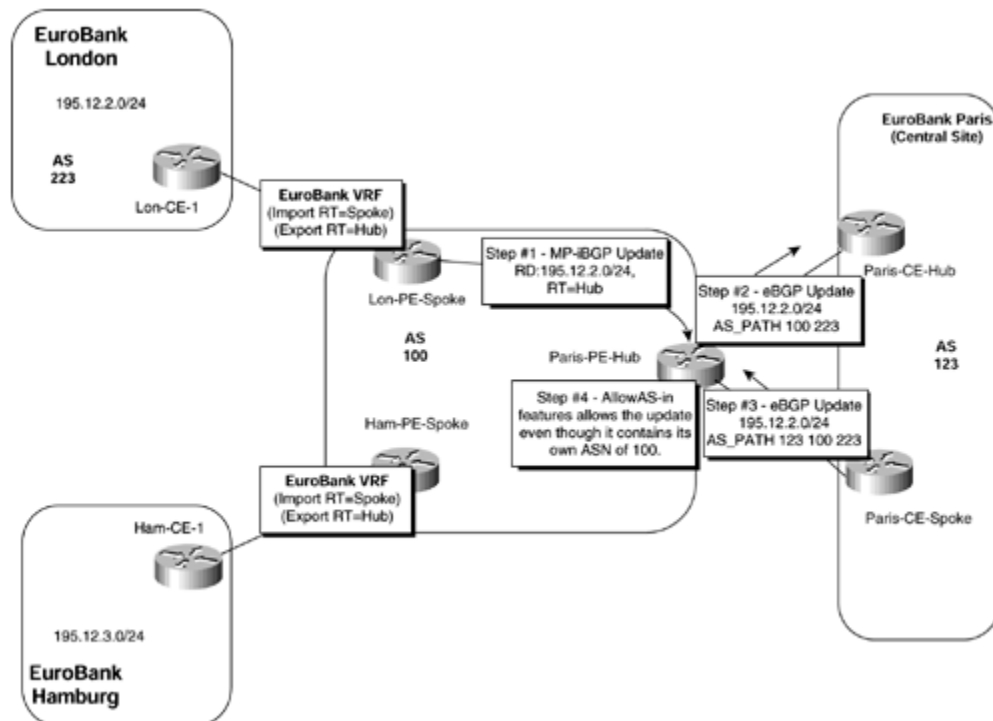 EuroBank
London
195.12.2.0/24
AS
223
Lon-CE-1
EuroBank VRF
(Import RT=Spoke)
(Export RT=Hub)
Lon-PE-Spoke
Step #1 - MP-iBGP Update
RD:195.12.2.0/24,
RT=Hub
AS
100
Paris-PE-Hub
EuroBank Paris
(Central Site)
Paris-CE-Hub
Step #2 - eBGP Update
195.12.2.0/24
AS_PATH 100 223
AS
123
Step #4 - AllowAS-in
features allows the update
even though it contains its
own ASN of 100.
Step #3 - eBGP Update
195.12.2.0/24
AS_PATH 123 100 223
Paris-CE-Spoke
Ham-PE-Spoke
EuroBank VRF
(Import RT=Spoke)
(Export RT=Hub)
Ham-CE-1
195.12.3.0/24
EuroBank
Hamburg